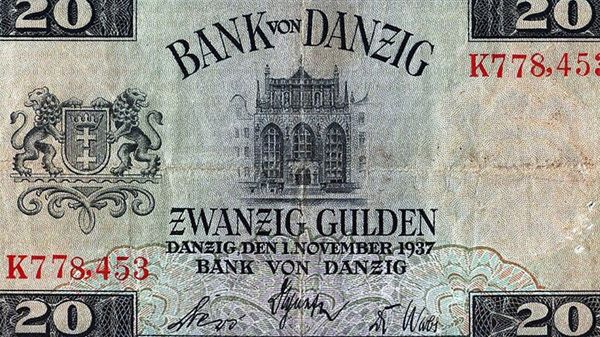 20
20
BANK VON DANZIG
K778,453
ZWANZIG GULDEN
DANZIG, DEN 1. NOVEMBER 1937
K778,453
BANK VON DANZIG
20
20